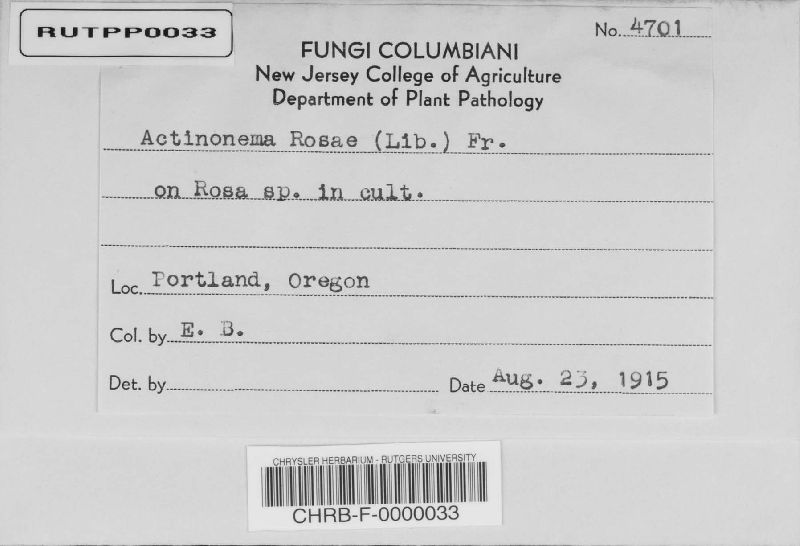 RUTPP0033
No. 4701
FUNGI COLUMBIANI
New Jersey College of Agriculture
Department of Plant Pathology
Actinonema Rosae (Lib.) Fr.
on Rosa sp. in cult.
Loc. Portland, Oregon
Col. by E. B.
Det. by
Date Aug. 23, 1915
CHRYSLER HERBARIUM - RUTGERS UNIVERSITY
CHRB-F-0000033